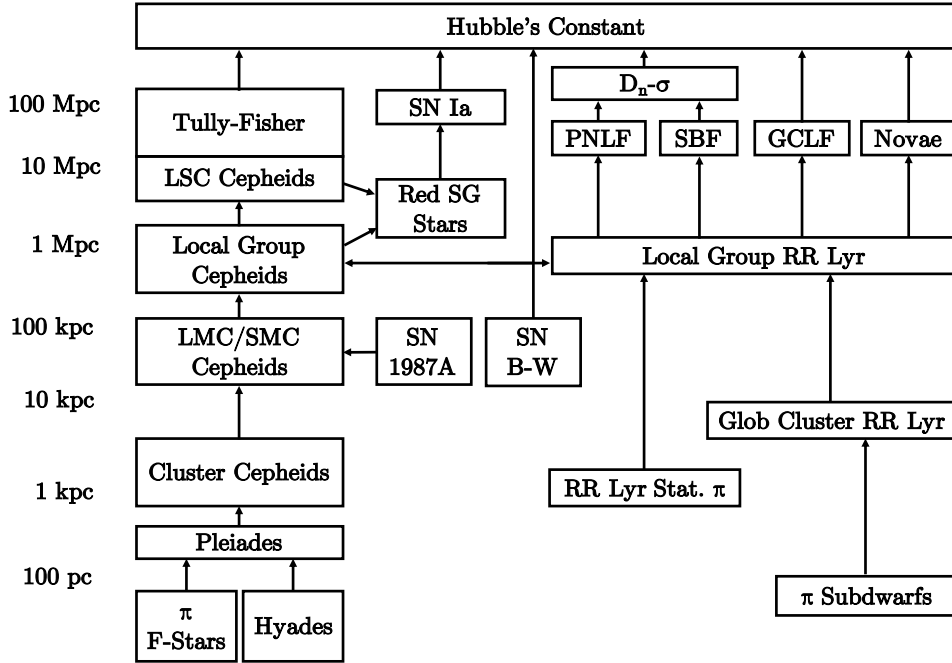 Hubble's Constant
100 Mpc
Tully-Fisher
SN Ia
D_n-σ
PNLF
SBF
GCLF
Novae
10 Mpc
LSC Cepheids
Red SG
Stars
1 Mpc
Local Group
Cepheids
Local Group RR Lyr
100 kpc
LMC/SMC
Cepheids
SN
1987A
SN
B-W
10 kpc
Glob Cluster RR Lyr
Cluster Cepheids
1 kpc
RR Lyr Stat. π
Pleiades
100 pc
π
F-Stars
Hyades
π Subdwarfs